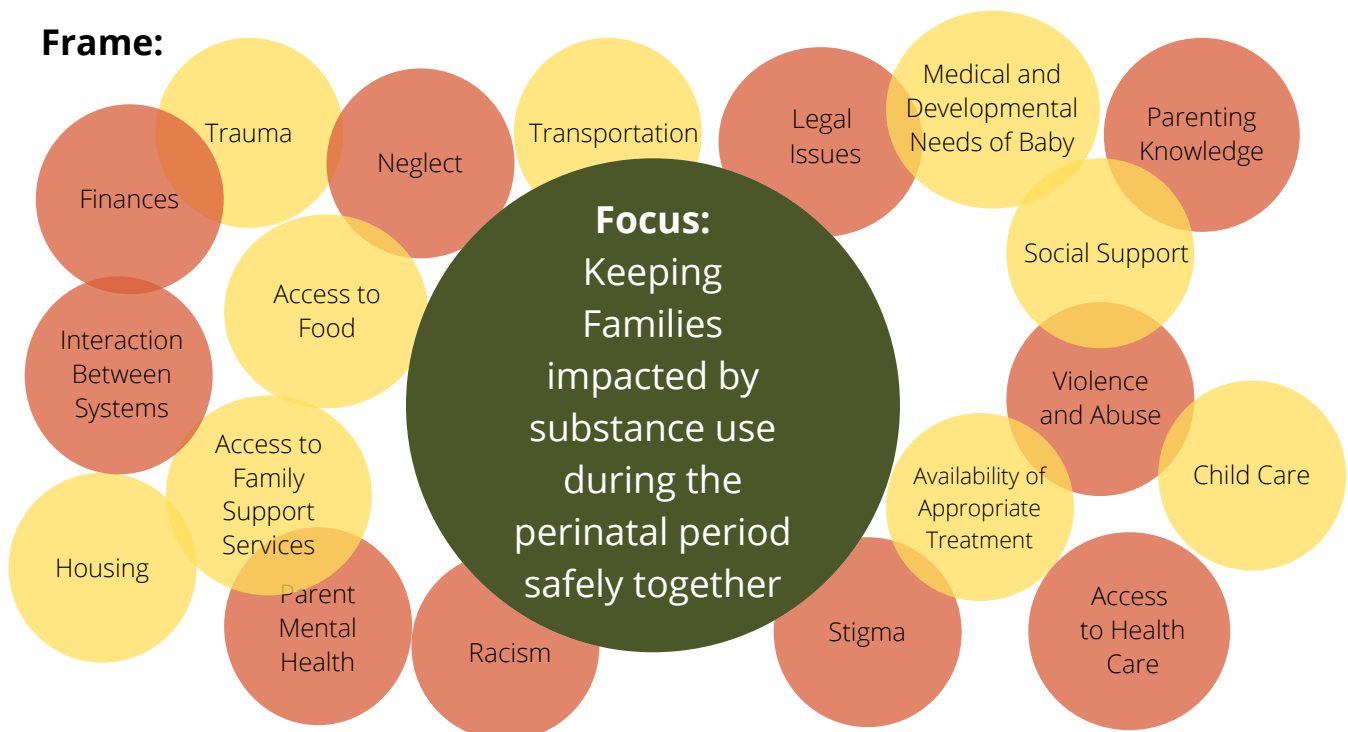 Frame:
Trauma
Neglect
Transportation
Legal
Issues
Medical and
Developmental
Needs of Baby
Parenting
Knowledge
Finances
Access to
Food
Focus:
Keeping
Families
impacted by
substance use
during the
perinatal period
safely together
Social Support
Interaction
Between
Systems
Access to
Family
Support
Services
Violence
and Abuse
Availability of
Appropriate
Treatment
Child Care
Housing
Parent
Mental
Health
Racism
Stigma
Access
to Health
Care